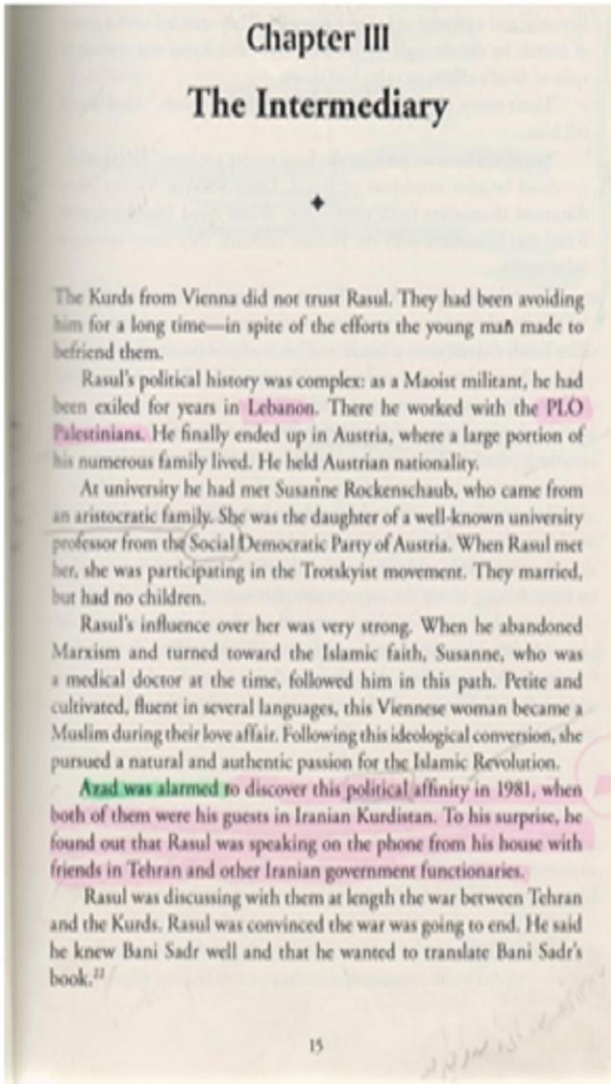 Chapter III
The Intermediary
The Kurds from Vienna did not trust Rasul. They had been avoiding
him for a long time—in spite of the efforts the young man made to
befriend them.
Rasul's political history was complex: as a Maoist militant, he had
been exiled for years in Lebanon. There he worked with the PLO
Palestinians. He finally ended up in Austria, where a large portion of
his numerous family lived. He held Austrian nationality.
At university he had met Susanne Rockenschaub, who came from
an aristocratic family. She was the daughter of a well-known university
professor from the Social Democratic Party of Austria. When Rasul met
her, she was participating in the Trotskyist movement. They married,
but had no children.
Rasul's influence over her was very strong. When he abandoned
Marxism and turned toward the Islamic faith, Susanne, who was
a medical doctor at the time, followed him in this path. Petite and
cultivated, fluent in several languages, this Viennese woman became a
Muslim during their love affair. Following this ideological conversion, she
pursued a natural and authentic passion for the Islamic Revolution.
Azad was alarmed to discover this political affinity in 1981, when
both of them were his guests in Iranian Kurdistan. To his surprise, he
found out that Rasul was speaking on the phone from his house with
friends in Tehran and other Iranian government functionaries.
Rasul was discussing with them at length the war between Tehran
and the Kurds. Rasul was convinced the war was going to end. He said
he knew Bani Sadr well and that he wanted to translate Bani Sadr's
book.²²
15